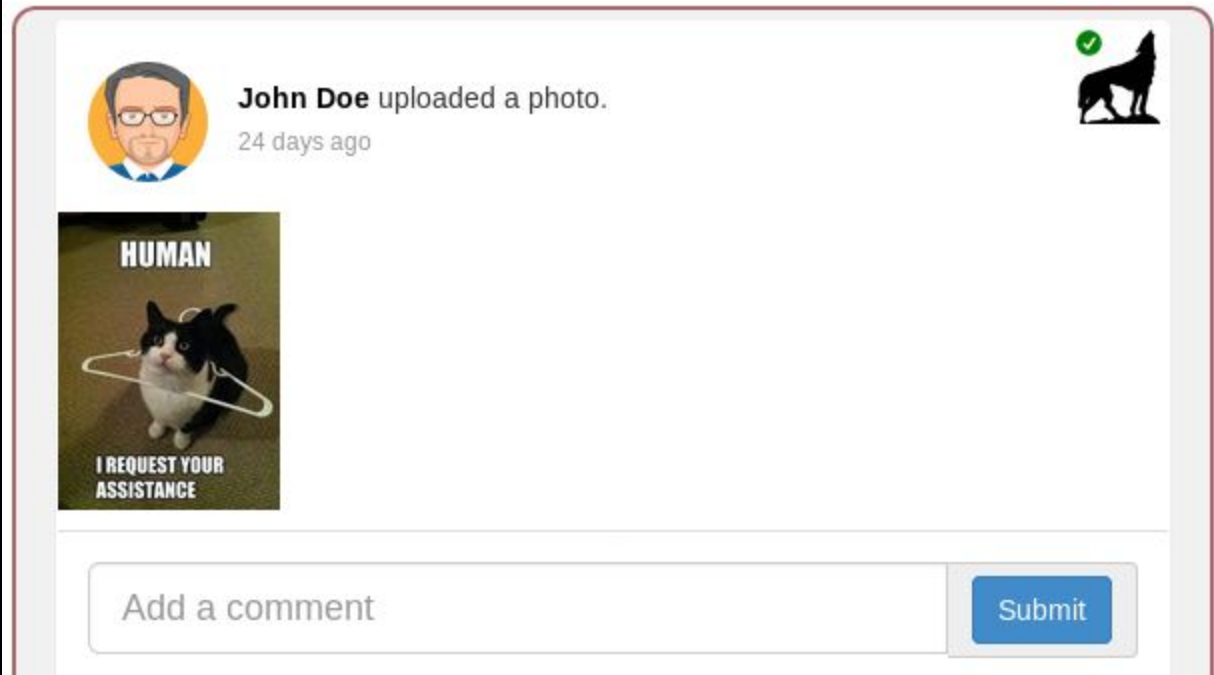 John Doe uploaded a photo.
24 days ago
HUMAN
I REQUEST YOUR
ASSISTANCE
Add a comment
Submit